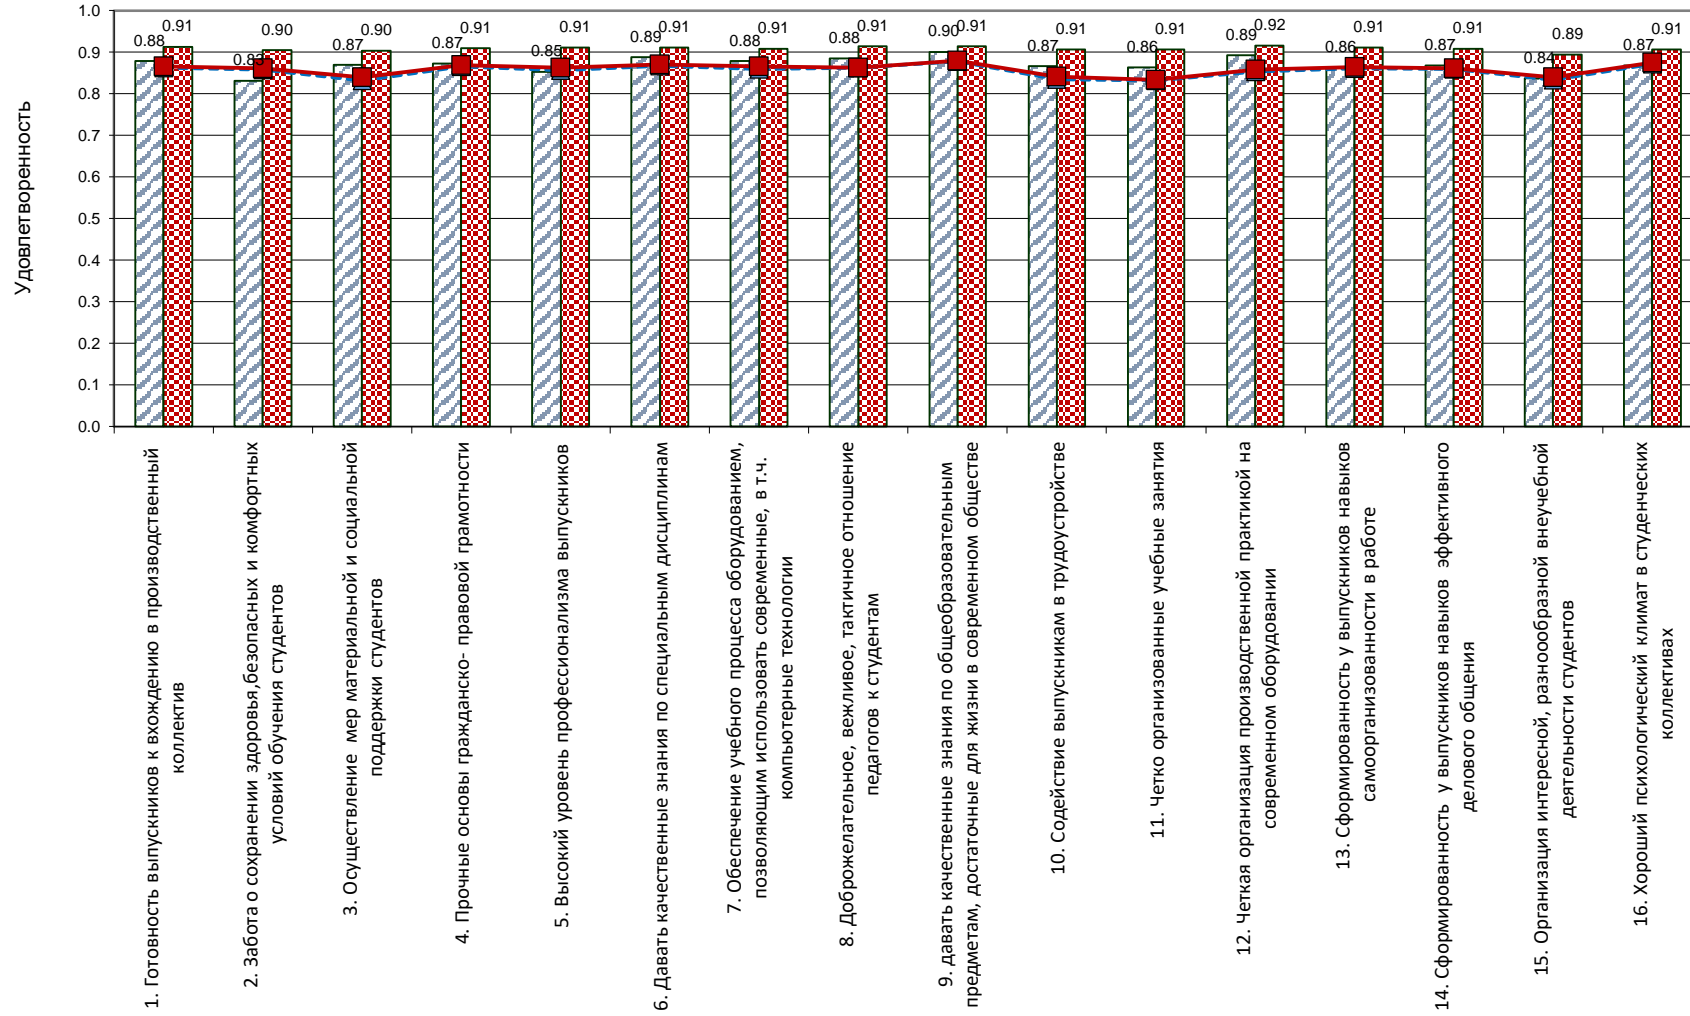 Удовлетворенность
1.0
0.9
0.8
0.7
0.6
0.5
0.4
0.3
0.2
0.1
0.0
0.88
0.91
0.83
0.90
0.87
0.90
0.87
0.91
0.85
0.91
0.89
0.91
0.88
0.91
0.88
0.91
0.90
0.91
0.87
0.91
0.86
0.91
0.89
0.92
0.86
0.91
0.87
0.91
0.84
0.89
0.87
0.91
1. Готовность выпускников к вхождению в производственный
коллектив
2. Забота о сохранении здоровья,безопасных и комфортных
условий обучения студентов
3. Осуществление мер материальной и социальной
поддержки студентов
4. Прочные основы гражданско- правовой грамотности
5. Высокий уровень профессионализма выпускников
6. Давать качественные знания по специальным дисциплинам
7. Обеспечение учебного процесса оборудованием,
позволяющим использовать современные, в т.ч.
компьютерные технологии
8. Доброжелательное, вежливое, тактичное отношение
педагогов к студентам
9. давать качественные знания по общеобразовательным
предметам, достаточные для жизни в современном обществе
10. Содействие выпускникам в трудоустройстве
11. Четко организованные учебные занятия
12. Четкая организация производственной практикой на
современном оборудовании
13. Сформированность у выпускников навыков
самоорганизованности в работе
14. Сформированность у выпускников навыков эффективного
делового общения
15. Организация интересной, разноообразной внеучебной
деятельности студентов
16. Хороший психологический климат в студенческих
коллективах